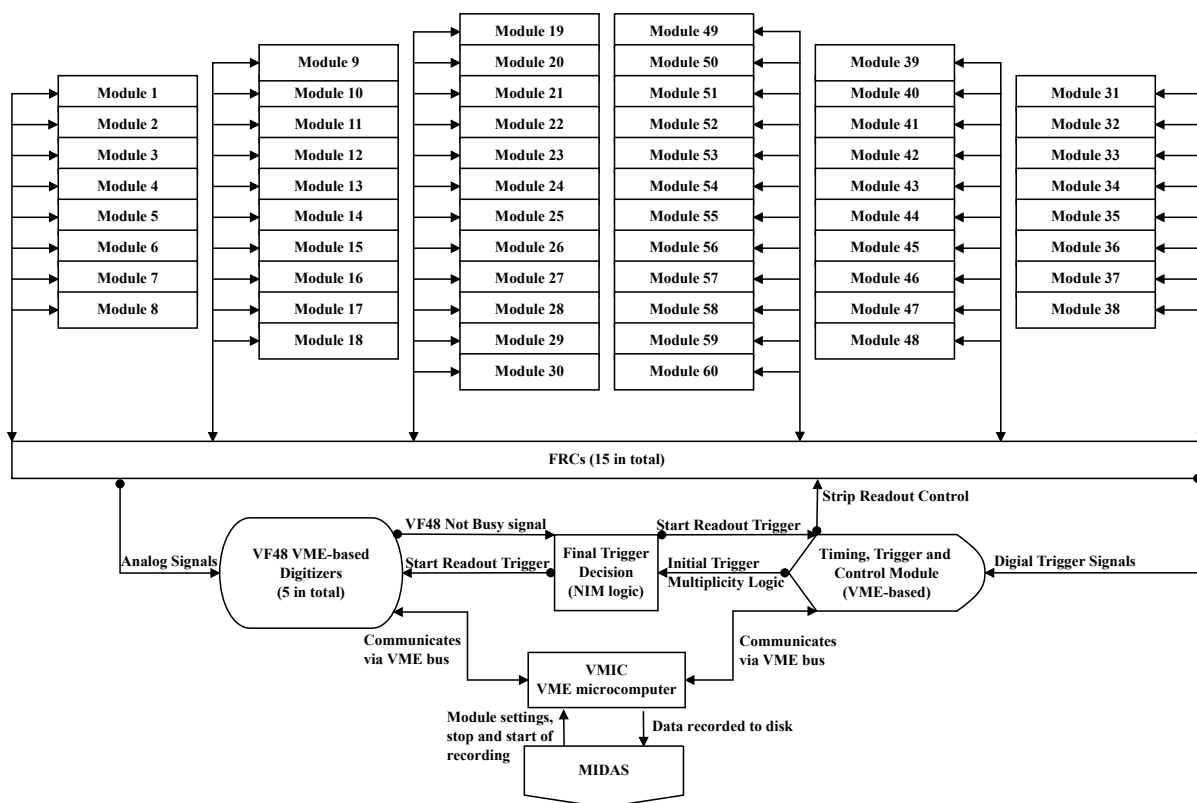 Module 1
Module 2
Module 3
Module 4
Module 5
Module 6
Module 7
Module 8
Module 9
Module 10
Module 11
Module 12
Module 13
Module 14
Module 15
Module 16
Module 17
Module 18
Module 19
Module 20
Module 21
Module 22
Module 23
Module 24
Module 25
Module 26
Module 27
Module 28
Module 29
Module 30
Module 49
Module 50
Module 51
Module 52
Module 53
Module 54
Module 55
Module 56
Module 57
Module 58
Module 59
Module 60
Module 39
Module 40
Module 41
Module 42
Module 43
Module 44
Module 45
Module 46
Module 47
Module 48
Module 31
Module 32
Module 33
Module 34
Module 35
Module 36
Module 37
Module 38
FRCs (15 in total)
Strip Readout Control
Analog Signals
VF48 VME-based
Digitizers
(5 in total)
VF48 Not Busy signal
Start Readout Trigger
Final Trigger
Decision
(NIM logic)
Start Readout Trigger
Initial Trigger
Multiplicity Logic
Timing, Trigger and
Control Module
(VME-based)
Digial Trigger Signals
Communicates
via VME bus
VMIC
VME microcomputer
Communicates
via VME bus
Module settings,
stop and start of
recording
Data recorded to disk
MIDAS